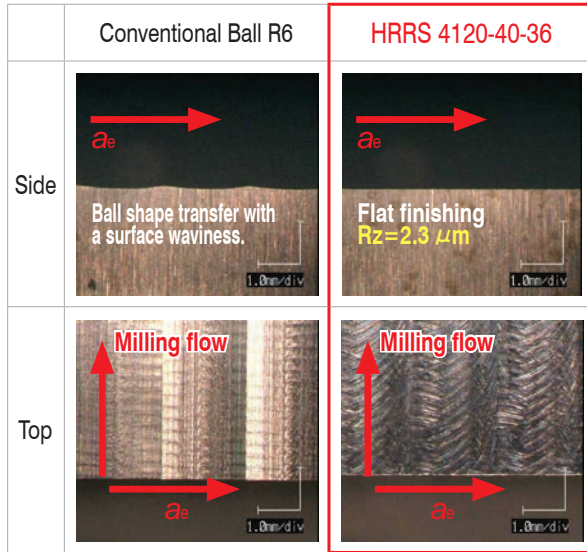 Conventional Ball R6
HRRS 4120-40-36
Side
ae
Ball shape transfer with
a surface waviness.
1.0mm/div
ae
Flat finishing
Rz=2.3 μm
1.0mm/div
Top
Milling flow
ae
1.0mm/div
Milling flow
ae
1.0mm/div